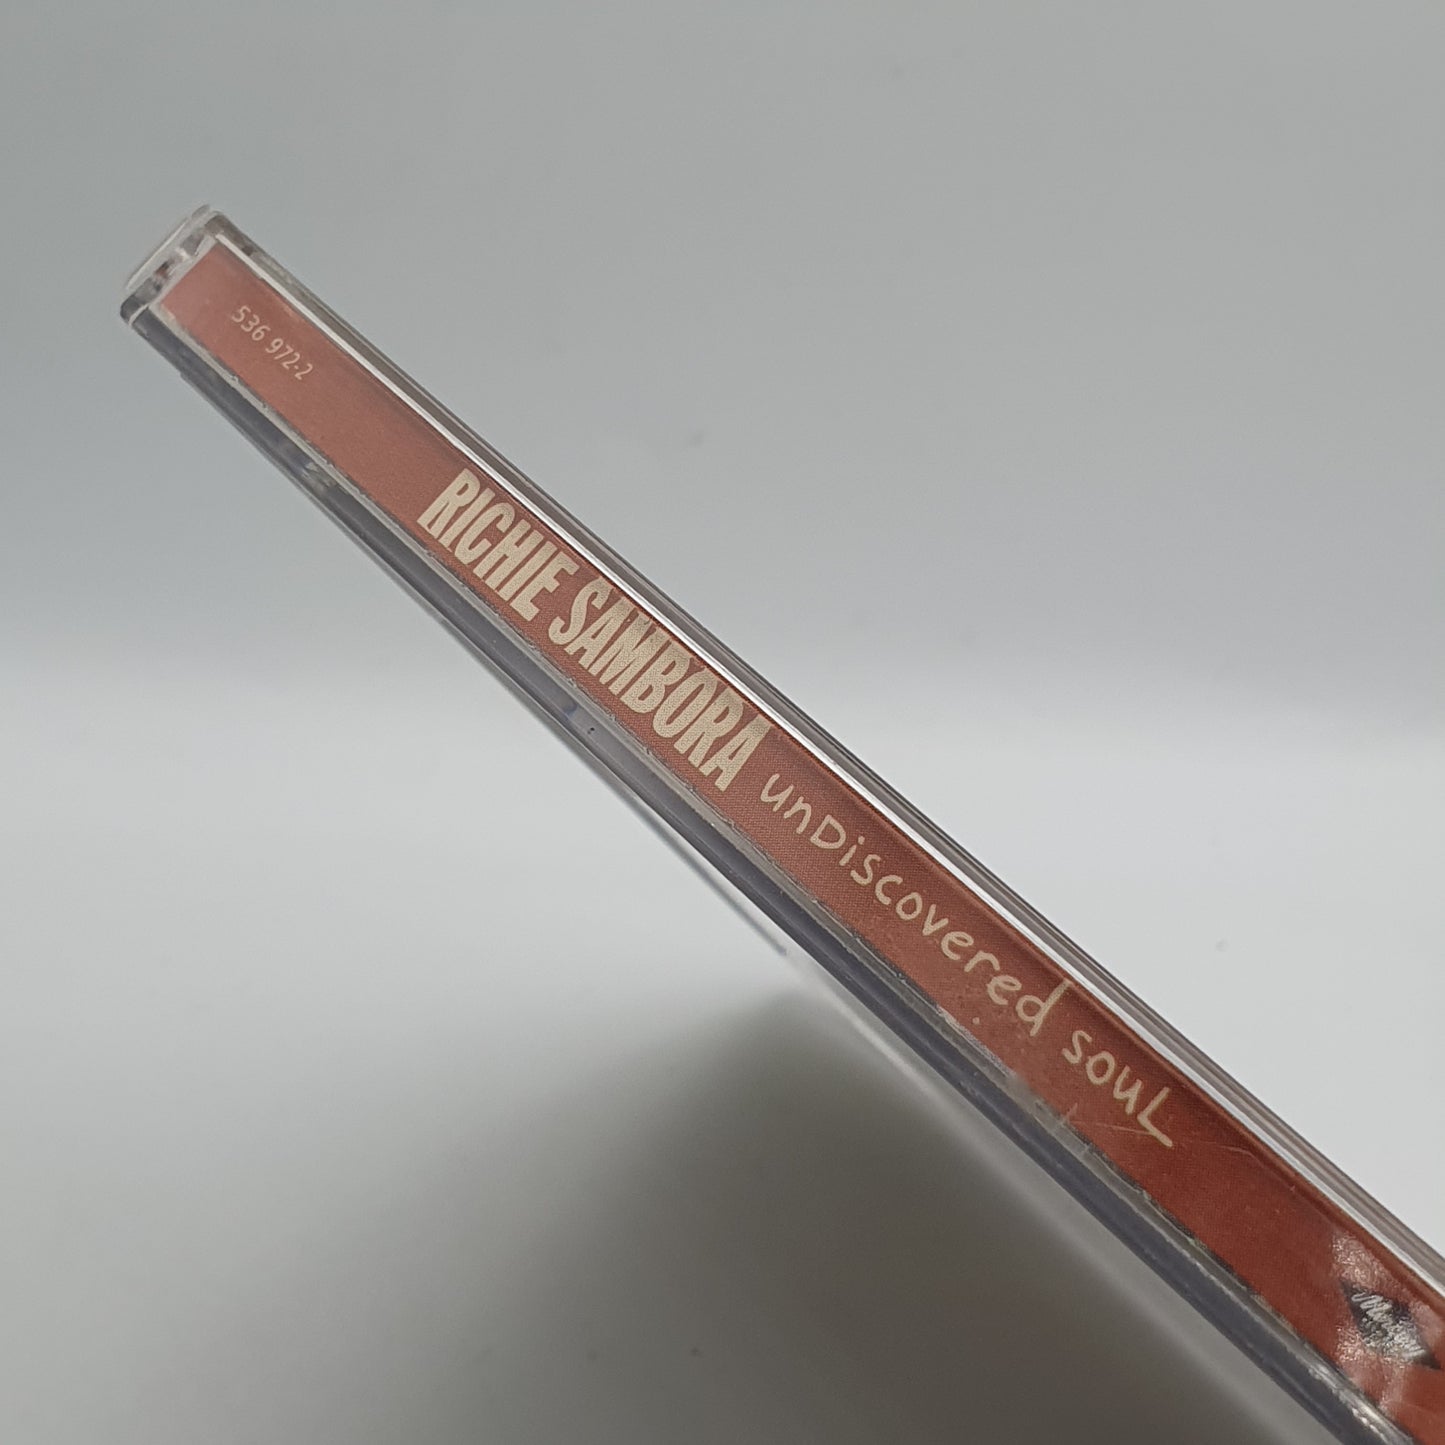 536 972-2
RICHIE SAMBORA unDiscovered souL